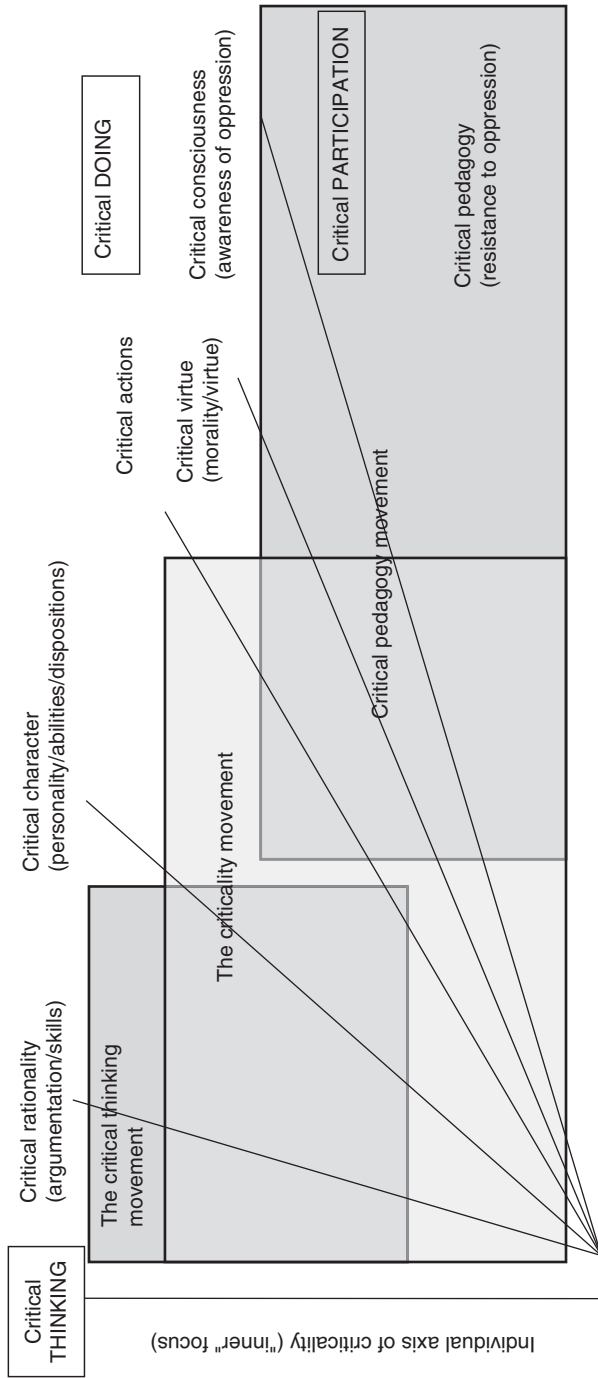 Critical
THINKING
Individual axis of criticality ("inner" focus)
Critical rationality
(argumentation/skills)
The critical thinking
movement
Critical character
(personality/abilities/dispositions)
The criticality movement
Critical actions
Critical virtue
(morality/virtue)
Critical pedagogy movement
Critical DOING
Critical consciousness
(awareness of oppression)
Critical PARTICIPATION
Critical pedagogy
(resistance to oppression)